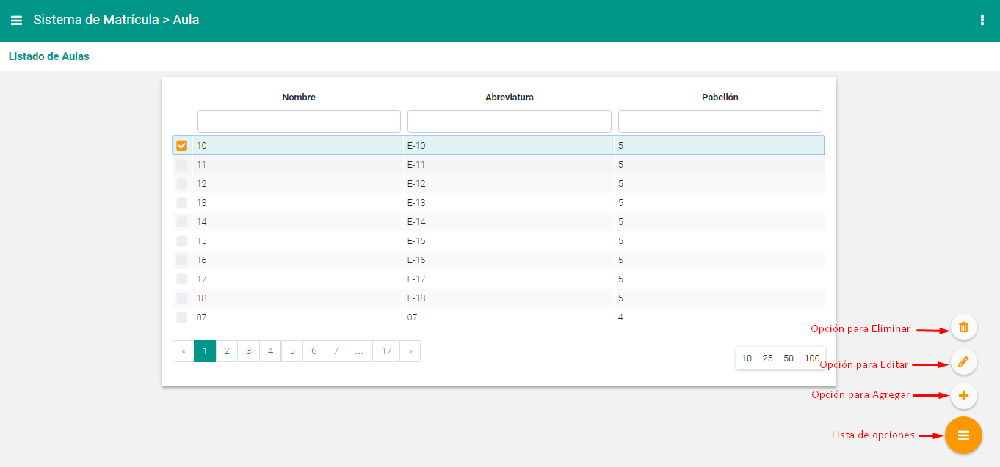 Sistema de Matrícula > Aula
Listado de Aulas
Nombre Abreviatura Pabellón
10 E-10 5
11 E-11 5
12 E-12 5
13 E-13 5
14 E-14 5
15 E-15 5
16 E-16 5
17 E-17 5
18 E-18 5
07 07 4
« 1 2 3 4 5 6 7 ... 17 »
10 25 50 100
Opción para Eliminar
Opción para Editar
Opción para Agregar
Lista de opciones